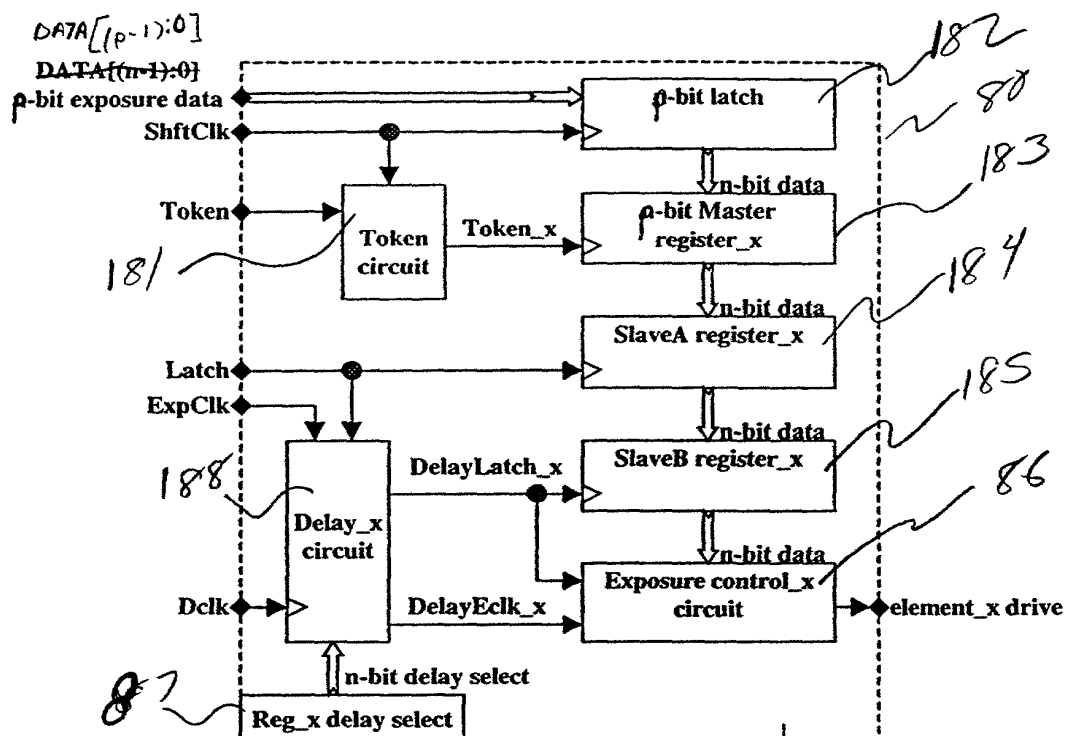 DATA[(p-1):0]
DATA[(n-1):0]
p-bit exposure data
ShftClk
Token
Latch
ExpClk
Dclk
p-bit latch
n-bit data
p-bit Master
register_x
n-bit data
SlaveA register_x
n-bit data
SlaveB register_x
n-bit data
Exposure control_x
circuit
element_x drive
Token
circuit
Token_x
Delay_x
circuit
DelayLatch_x
DelayEclk_x
n-bit delay select
Reg_x delay select
182
80
183
184
185
86
181
188
87